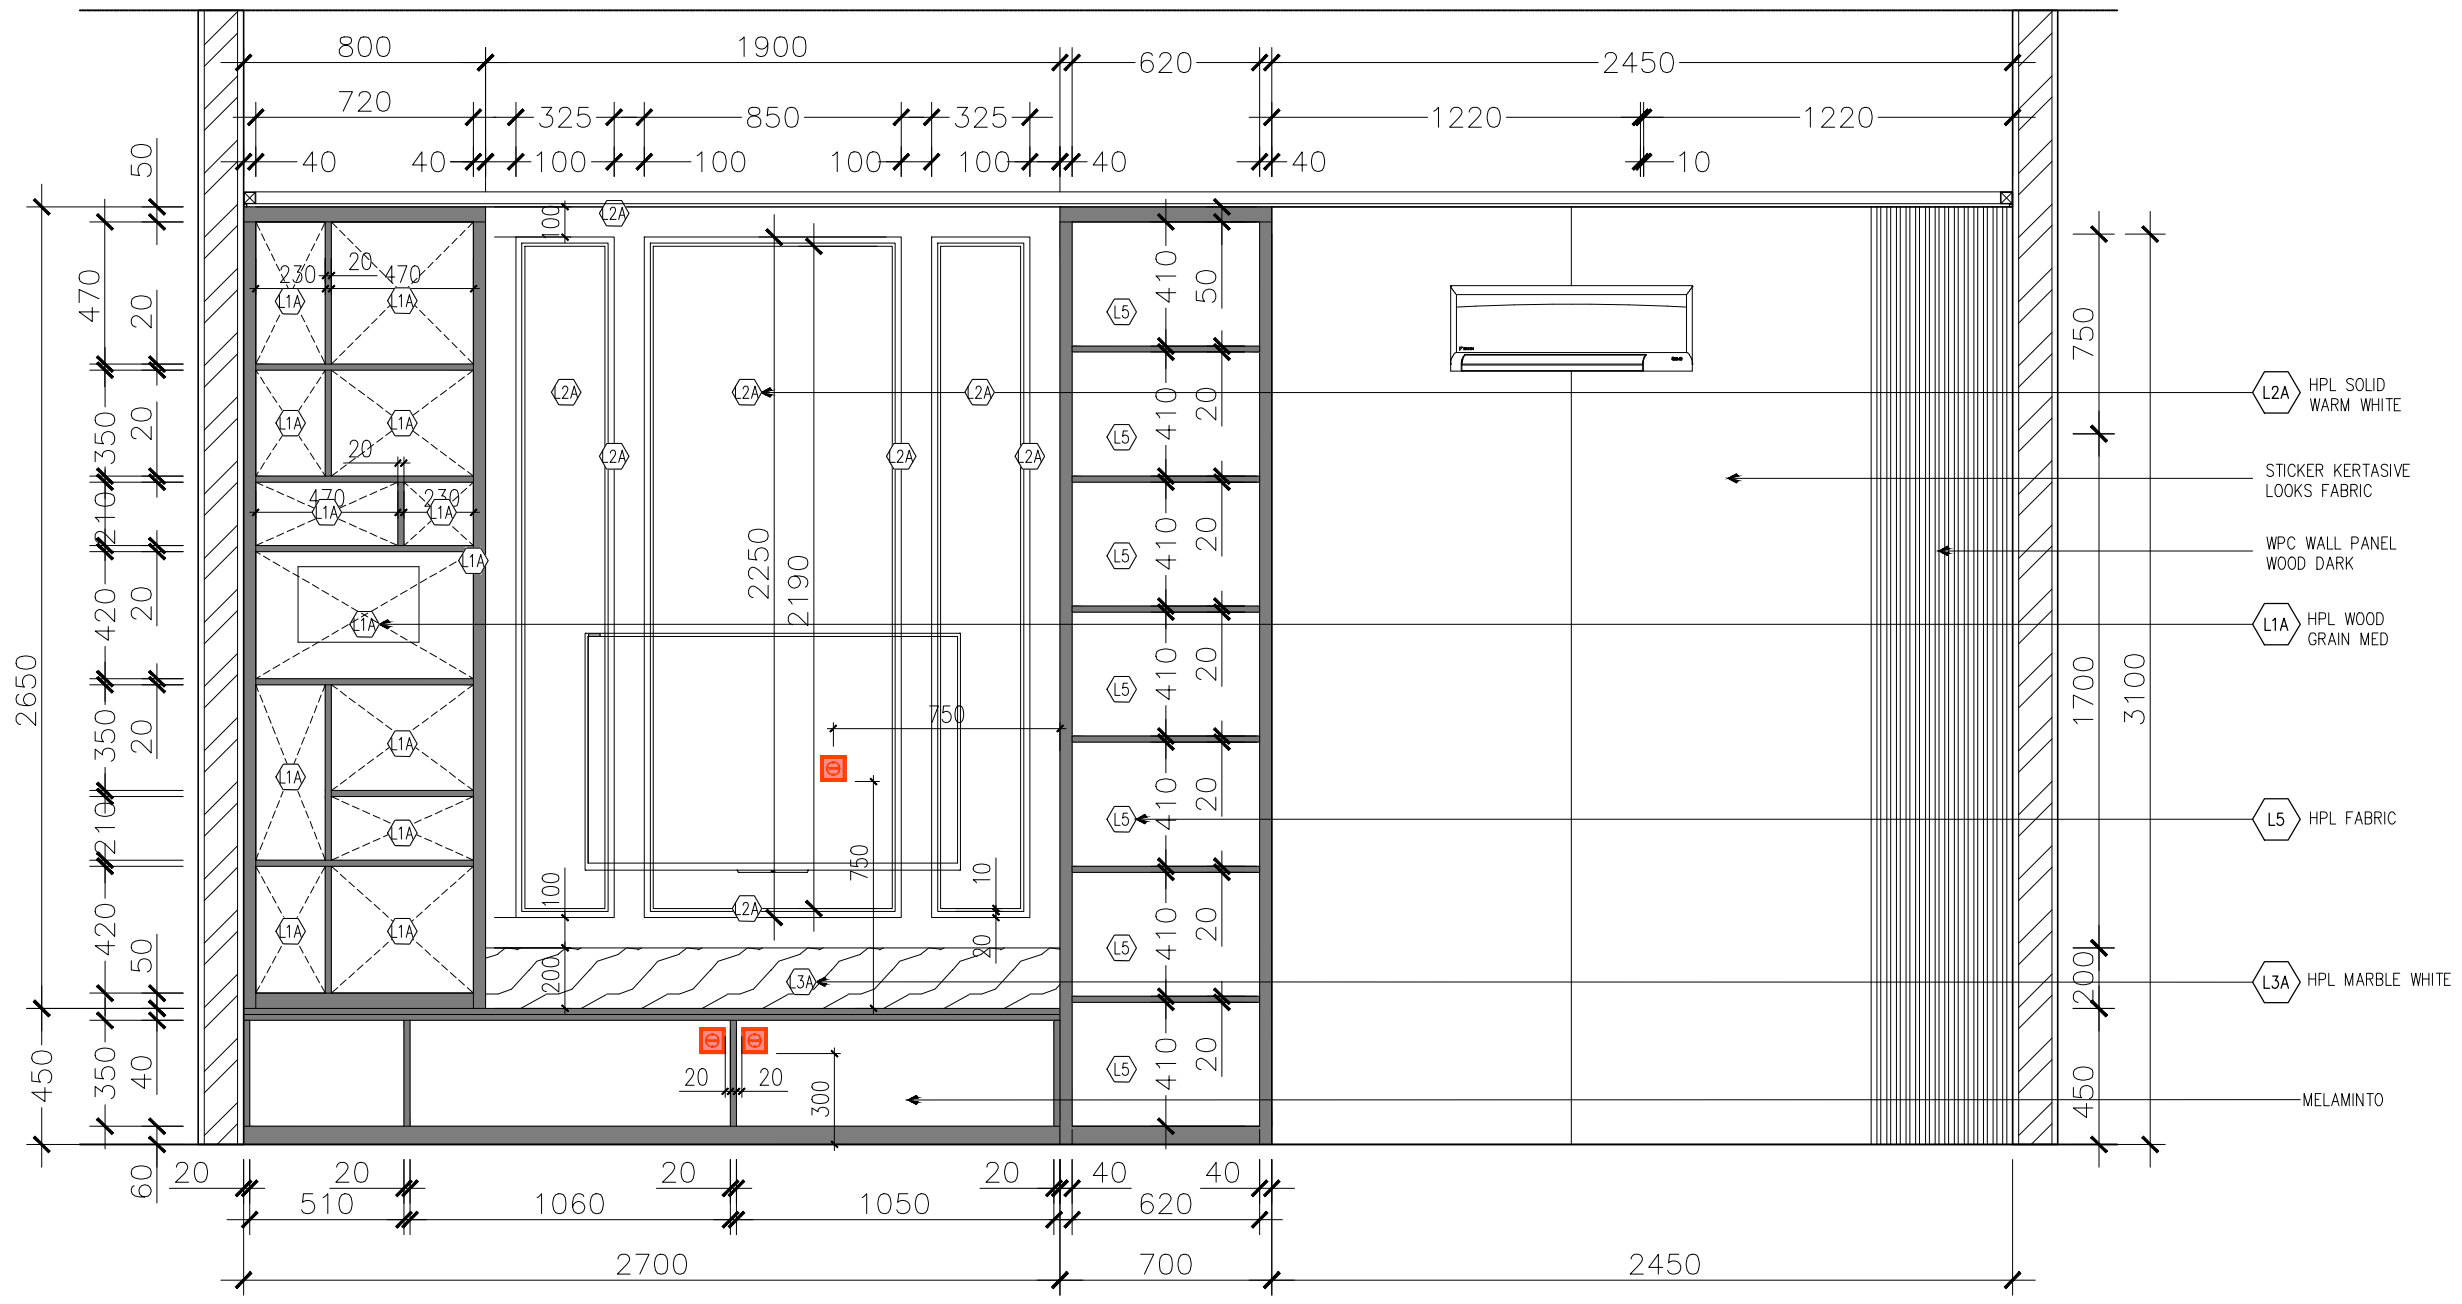 800
1900
620
2450
720
325
850
325
1220
1220
50
40
40
100
100
100
100
40
40
10
L2A
100
230
20
470
410
50
470
20
L1A
L1A
L5
750
L2A
L2A
L2A
410
20
L2A
HPL SOLID
WARM WHITE
350
20
L1A
L1A
L5
20
L2A
L2A
L2A
STICKER KERTASIVE
LOOKS FABRIC
210
470
230
L1A
L1A
410
20
WPC WALL PANEL
WOOD DARK
L1A
2250
2190
L5
420
20
L1A
L1A
HPL WOOD
GRAIN MED
2650
410
20
L5
1700
3100
350
20
L1A
750
L1A
410
20
210
L1A
L5
L5
HPL FABRIC
750
100
10
L2A
420
50
L1A
L1A
410
20
20
L5
200
L3A
200
L3A
HPL MARBLE WHITE
450
350
40
20
20
300
410
20
L5
450
MELAMINTO
60
20
20
20
20
40
40
510
1060
1050
620
2700
700
2450